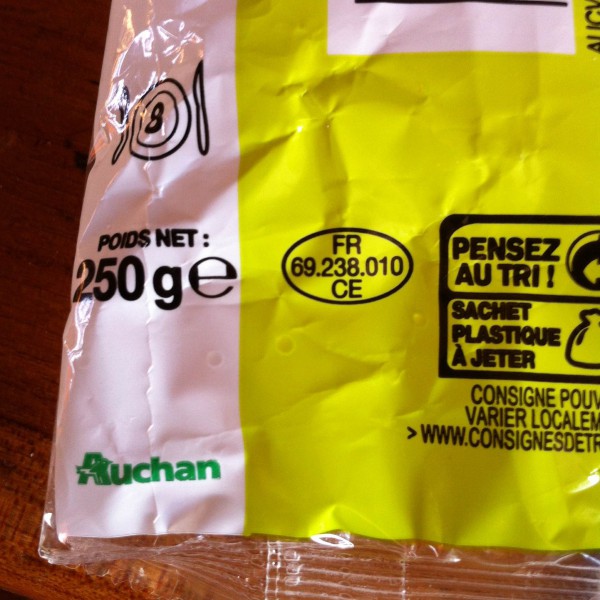 8
POIDS NET :
250 g e
FR
69.238.010
CE
PENSEZ
AU TRI !
SACHET
PLASTIQUE
À JETER
CONSIGNE POUV
VARIER LOCALEM
> WWW.CONSIGNESDETR
Auchan